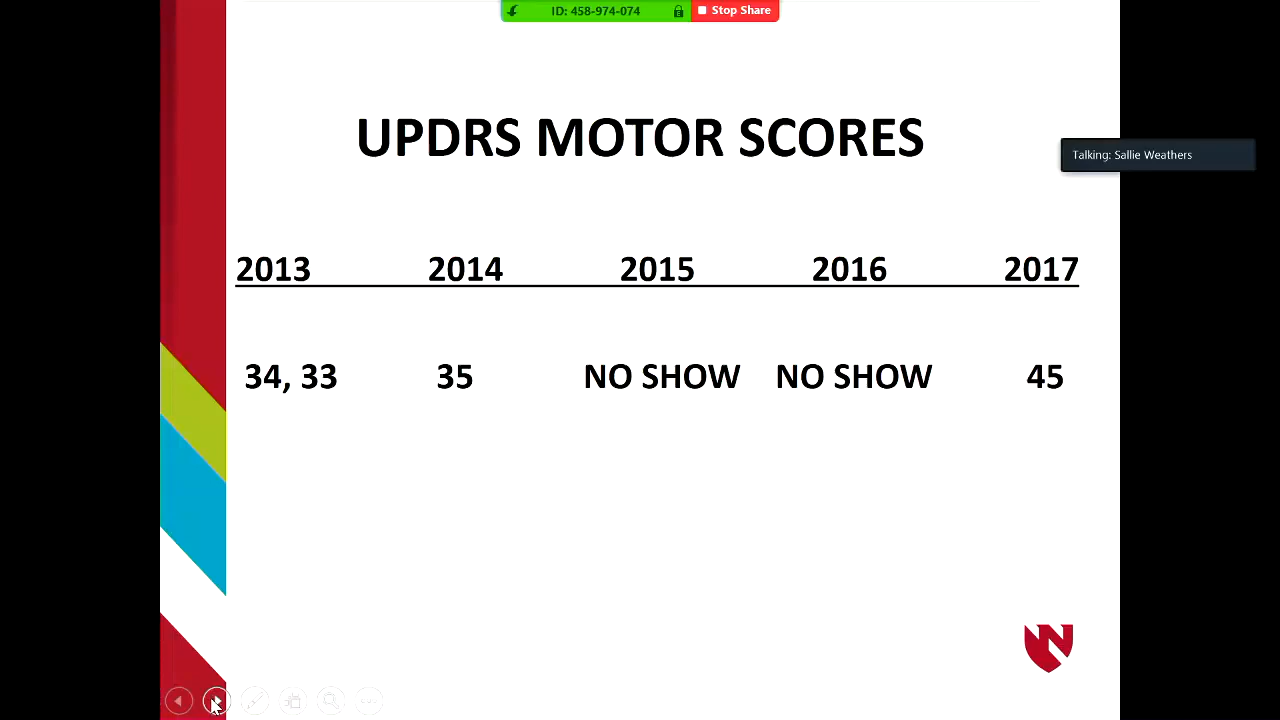 ID: 458-974-074
Stop Share
UPDRS MOTOR SCORES
Talking: Sallie Weathers
2013 2014 2015 2016 2017
34, 33 35 NO SHOW NO SHOW 45
N